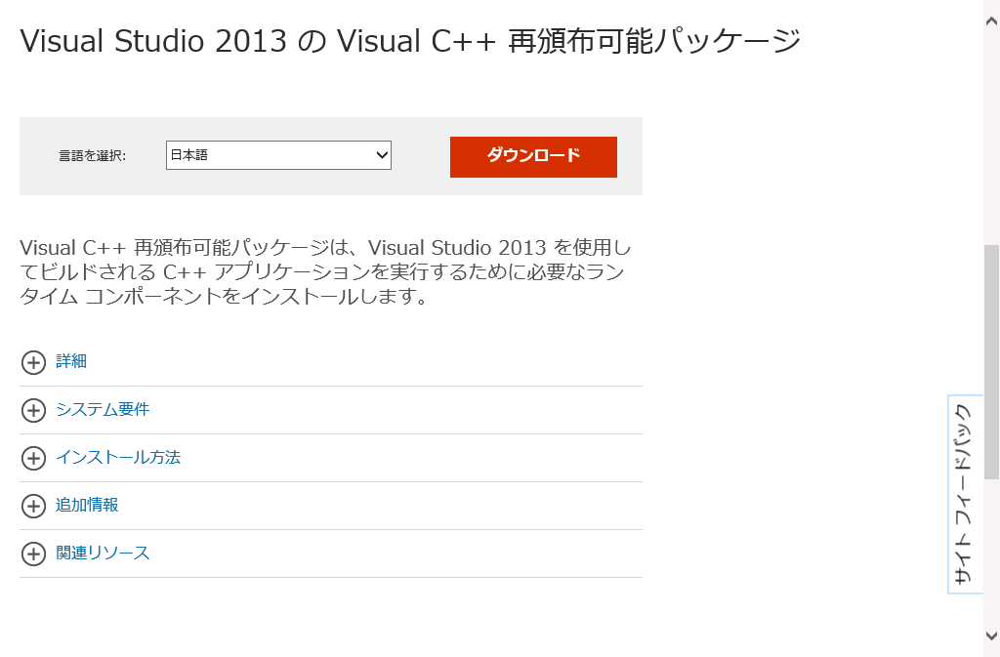 Visual Studio 2013 の Visual C++ 再頒布可能パッケージ
言語を選択:
日本語
ダウンロード
Visual C++ 再頒布可能パッケージは、Visual Studio 2013 を使用し
てビルドされる C++ アプリケーションを実行するために必要なラン
タイム コンポーネントをインストールします。
詳細
システム要件
インストール方法
追加情報
関連リソース
サイト フィードバック